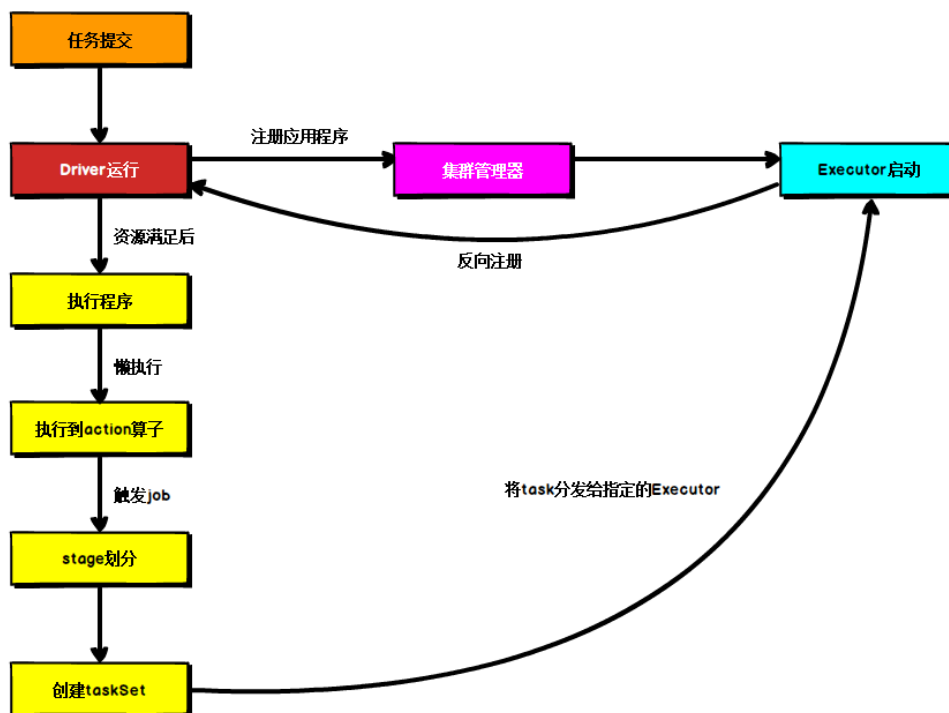 任务提交
注册应用程序
Driver运行
集群管理器
Executor启动
资源满足后
反向注册
执行程序
懒执行
执行到action算子
触发job
将task分发给指定的Executor
stage划分
创建taskSet